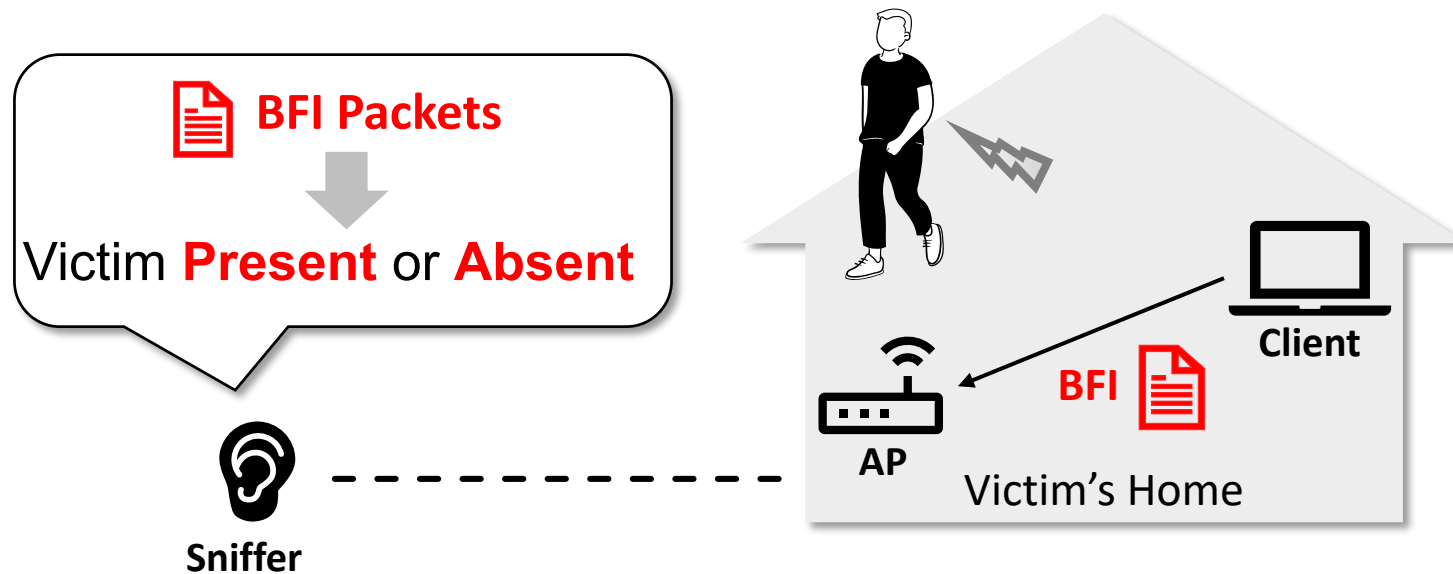 BFI Packets
Victim Present or Absent
Sniffer
Client
BFI
AP
Victim’s Home